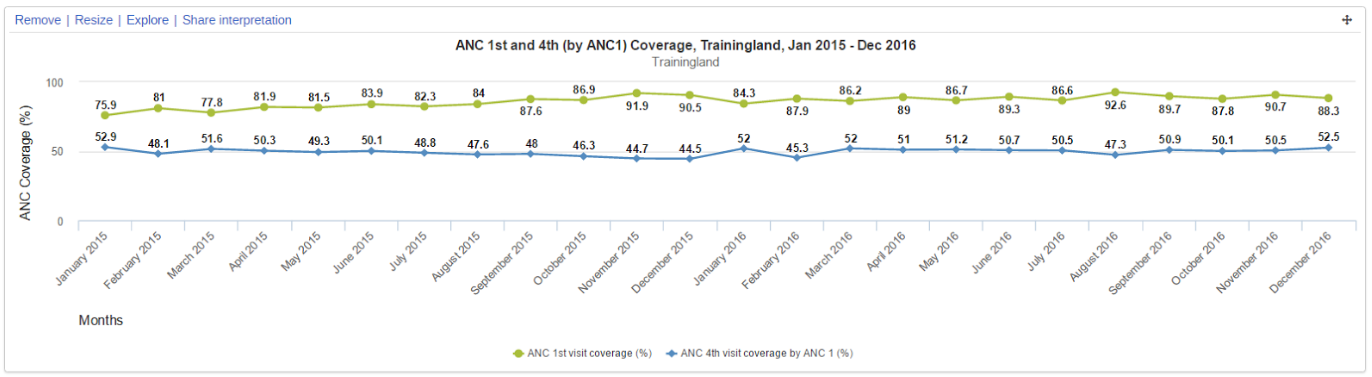 Remove | Resize | Explore | Share interpretation
ANC 1st and 4th (by ANC1) Coverage, Trainingland, Jan 2015 - Dec 2016
Trainingland
ANC Coverage (%)
100
50
0
75.9 81 77.8 81.9 81.5 83.9 82.3 84 87.6 86.9 91.9 90.5 84.3 87.9 86.2 89 86.7 89.3 86.6 92.6 89.7 87.8 90.7 88.3
52.9 48.1 51.6 50.3 49.3 50.1 48.8 47.6 48 46.3 44.7 44.5 52 45.3 52 51 51.2 50.7 50.5 47.3 50.9 50.1 50.5 52.5
January 2015
February 2015
March 2015
April 2015
May 2015
June 2015
July 2015
August 2015
September 2015
October 2015
November 2015
December 2015
January 2016
February 2016
March 2016
April 2016
May 2016
June 2016
July 2016
August 2016
September 2016
October 2016
November 2016
December 2016
Months
ANC 1st visit coverage (%) ANC 4th visit coverage by ANC 1 (%)